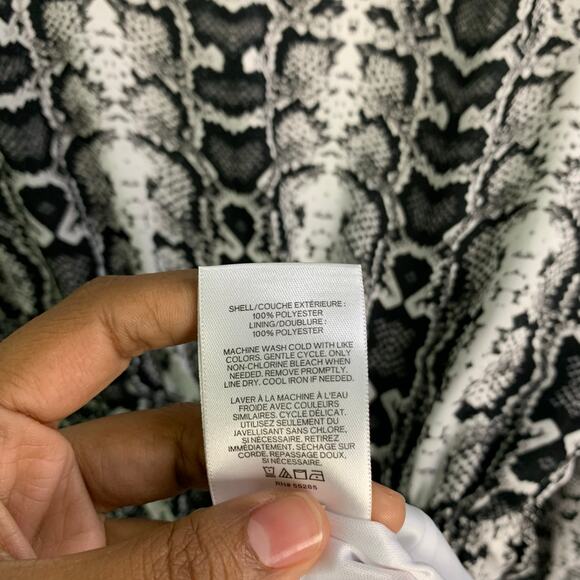 SHELL/COUCHE EXTÉRIEURE :
100% POLYESTER
LINING/DOUBLURE :
100% POLYESTER
MACHINE WASH COLD WITH LIKE
COLORS. GENTLE CYCLE. ONLY
NON-CHLORINE BLEACH WHEN
NEEDED. REMOVE PROMPTLY.
LINE DRY. COOL IRON IF NEEDED.
LAVER À LA MACHINE À L'EAU
FROIDE AVEC COULEURS
SIMILAIRES. CYCLE DÉLICAT.
UTILISEZ SEULEMENT DU
JAVELLISANT SANS CHLORE,
SI NÉCESSAIRE. RETIREZ
IMMÉDIATEMENT. SÉCHAGE SUR
CORDE. REPASSAGE DOUX,
SI NÉCESSAIRE.
RN# 55285